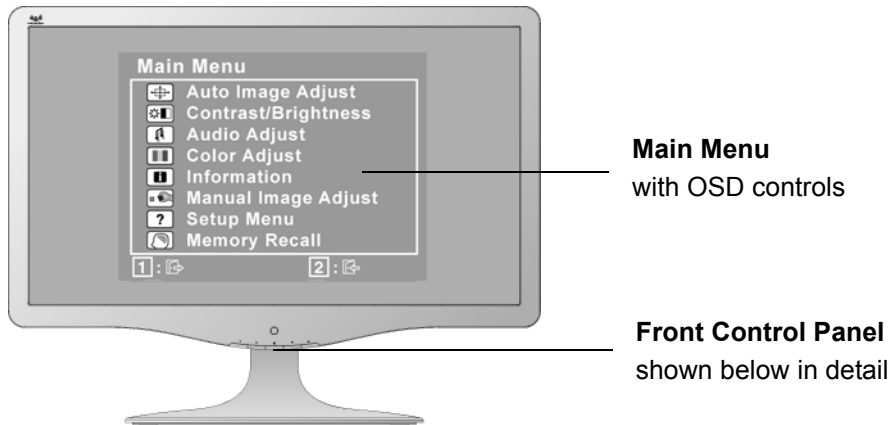 Main Menu
Auto Image Adjust
Contrast/Brightness
Audio Adjust
Color Adjust
Information
Manual Image Adjust
? Setup Menu
Memory Recall
1 : 2 :
Main Menu
with OSD controls
Front Control Panel
shown below in detail